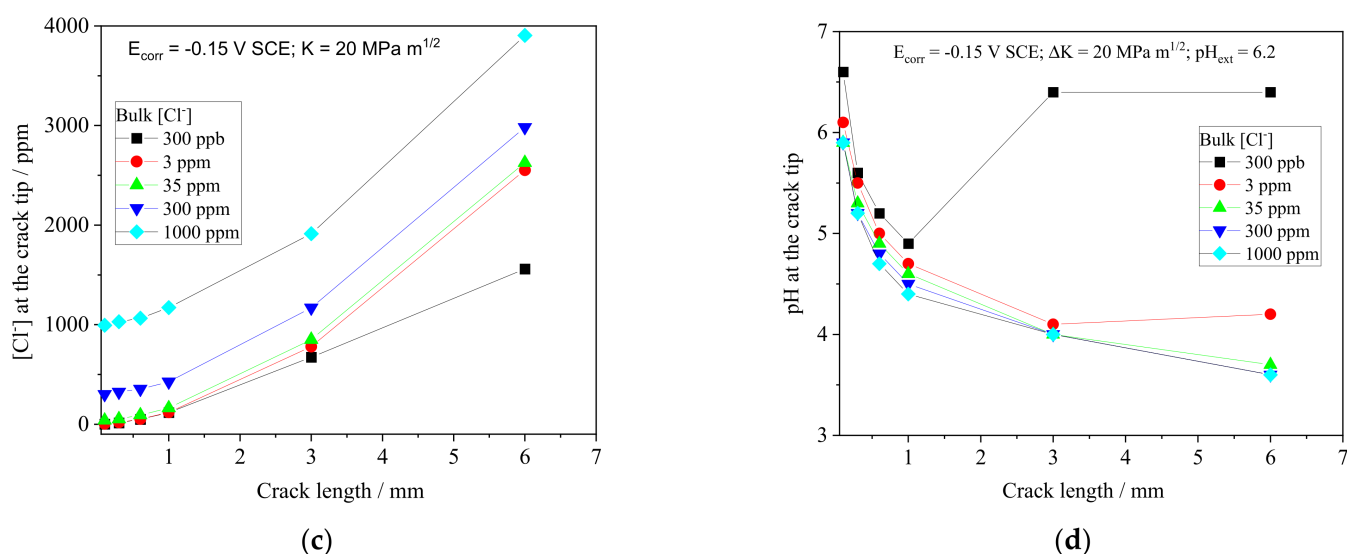 E_corr = -0.15 V SCE; K = 20 MPa m^1/2
Bulk [Cl⁻]
300 ppb
3 ppm
35 ppm
300 ppm
1000 ppm
[Cl⁻] at the crack tip / ppm
4000
3000
2000
1000
0
1 2 3 4 5 6 7
Crack length / mm
(c)
E_corr = -0.15 V SCE; ΔK = 20 MPa m^1/2; pH_ext = 6.2
Bulk [Cl⁻]
300 ppb
3 ppm
35 ppm
300 ppm
1000 ppm
pH at the crack tip
7
6
5
4
3
1 2 3 4 5 6 7
Crack length / mm
(d)